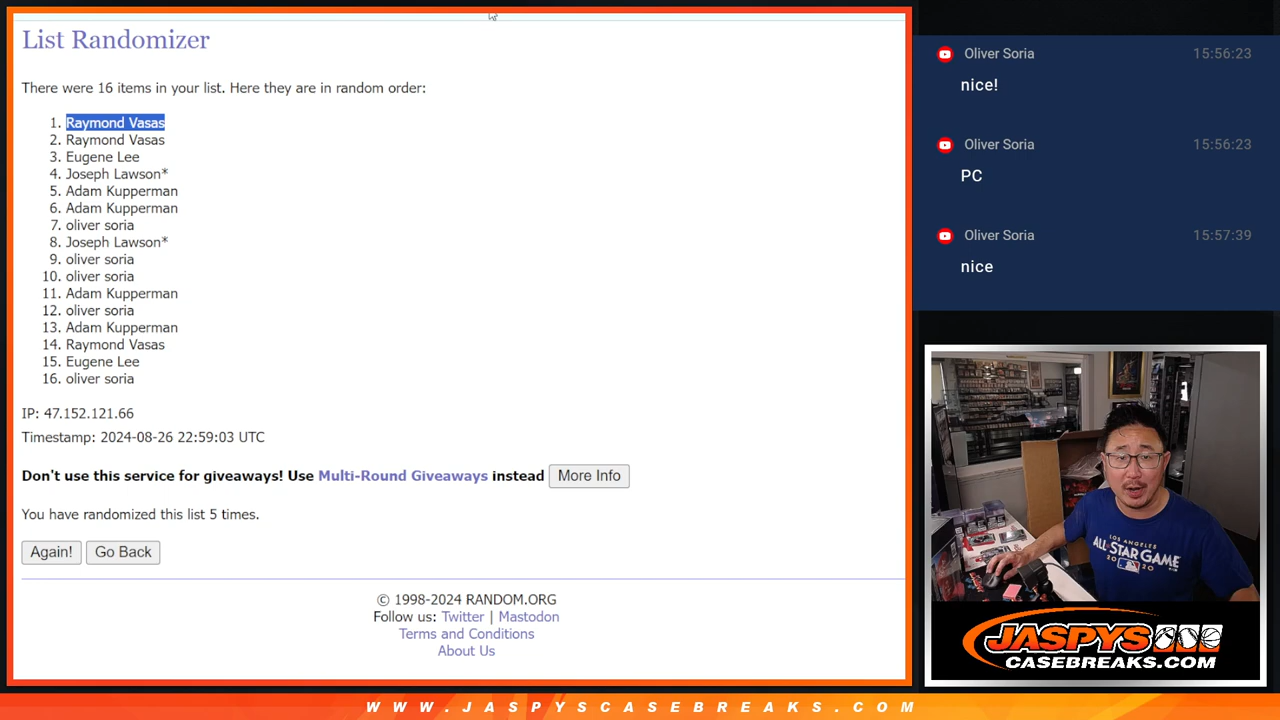 List Randomizer
There were 16 items in your list. Here they are in random order:
1. Raymond Vasas
2. Raymond Vasas
3. Eugene Lee
4. Joseph Lawson*
5. Adam Kupperman
6. Adam Kupperman
7. oliver soria
8. Joseph Lawson*
9. oliver soria
10. oliver soria
11. Adam Kupperman
12. oliver soria
13. Adam Kupperman
14. Raymond Vasas
15. Eugene Lee
16. oliver soria
IP: 47.152.121.66
Timestamp: 2024-08-26 22:59:03 UTC
Don't use this service for giveaways! Use Multi-Round Giveaways instead More Info
You have randomized this list 5 times.
Again! Go Back
© 1998-2024 RANDOM.ORG
Follow us: Twitter | Mastodon
Terms and Conditions
About Us
Oliver Soria 15:56:23
nice!
Oliver Soria 15:56:23
PC
Oliver Soria 15:57:39
nice
LOS ANGELES
ALL-STAR GAME
2020
JASPYS
CASEBREAKS.COM
WWW.JASPYSCASEBREAKS.COM